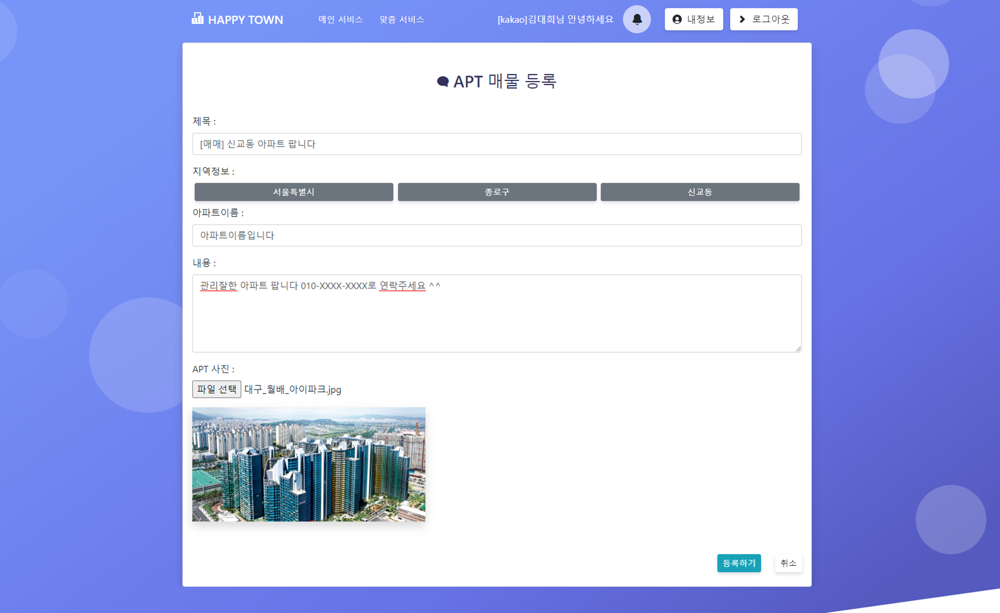 HAPPY TOWN 메인 서비스 맞춤 서비스 [kakao]김대희님 안녕하세요 내정보 로그아웃
APT 매물 등록
제목 :
[매매] 신교동 아파트 팝니다
지역정보 :
서울특별시 종로구 신교동
아파트이름 :
아파트이름입니다
내용 :
관리잘한 아파트 팝니다 010-XXXX-XXXX로 연락주세요 ^^
APT 사진 :
파일 선택 대구_월배_아이파크.jpg
등록하기 취소